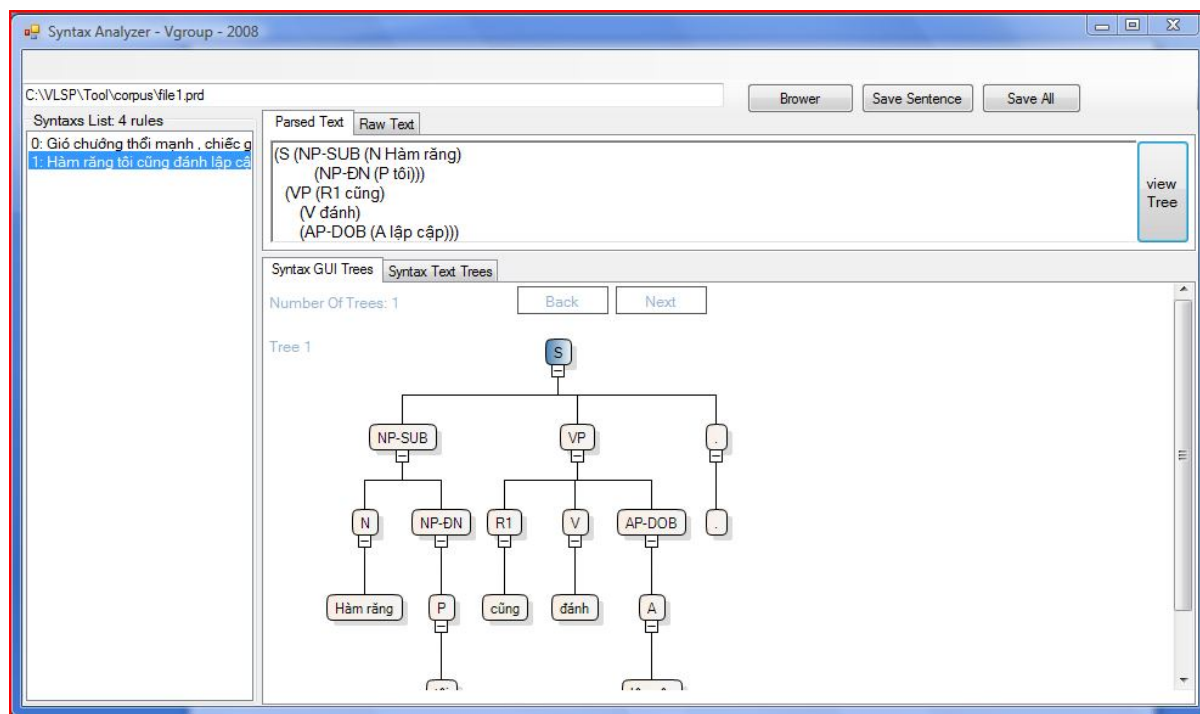 Syntax Analyzer - Vgroup - 2008
C:\VLSP\Tool\corpus\file1.prd
Brower
Save Sentence
Save All
Syntaxs List: 4 rules
0: Gió chướng thổi mạnh , chiếc g
1: Hàm răng tôi cũng đánh lập cậ
Parsed Text
Raw Text
(S (NP-SUB (N Hàm răng)
(NP-ĐN (P tôi)))
(VP (R1 cũng)
(V đánh)
(AP-DOB (A lập cập)))
view
Tree
Syntax GUI Trees
Syntax Text Trees
Number Of Trees: 1
Back
Next
Tree 1
S
NP-SUB
VP
.
N
NP-ĐN
R1
V
AP-DOB
.
Hàm răng
P
cũng
đánh
A